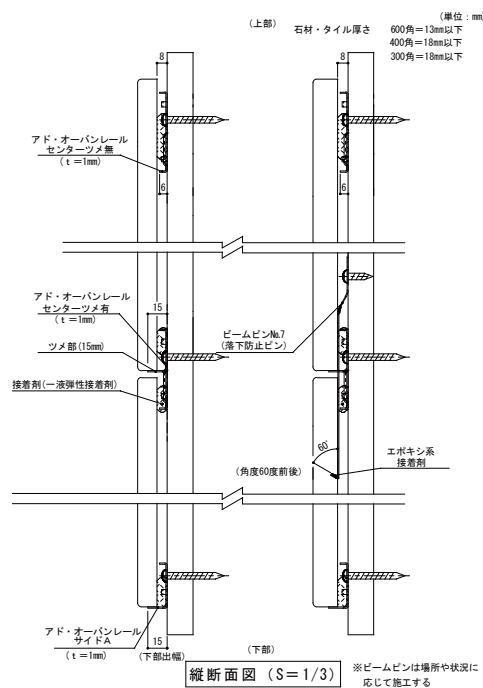 (単位：mm)
(上部)
石材・タイル厚さ
600角＝13mm以下
400角＝18mm以下
300角＝18mm以下
8
8
アド・オーバンレール
センターツメ無
(ｔ＝1mm)
6
6
アド・オーバンレール
センターツメ有
(ｔ＝1mm)
15
ビームピン№7
(落下防止ピン)
ツメ部(15mm)
接着剤(一液弾性接着剤)
60°
エポキシ系
接着剤
(角度60度前後)
アド・オーバンレール
サイドA
(ｔ＝1mm)
15
(下部出幅)
(下部)
縦断面図 (S＝1/3)
※ビームピンは場所や状況に
応じて施工する